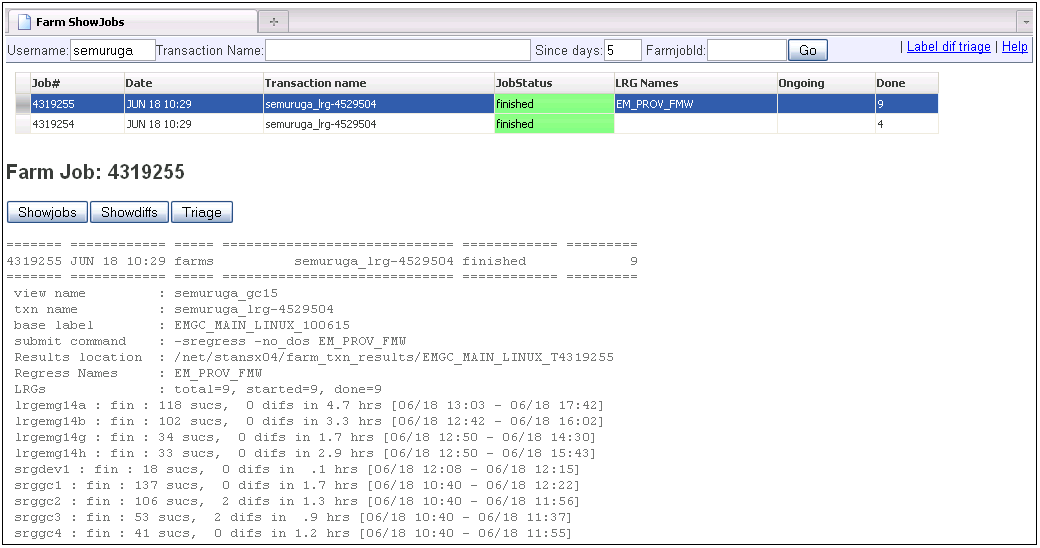 Farm ShowJobs
Username: semuruga Transaction Name: Since days: 5 FarmjobId: Go | Label dif triage | Help
Job# Date Transaction name JobStatus LRG Names Ongoing Done
4319255 JUN 18 10:29 semuruga_lrg-4529504 finished EM_PROV_FMW 9
4319254 JUN 18 10:29 semuruga_lrg-4529504 finished 4
Farm Job: 4319255
Showjobs Showdiffs Triage
======= ============ ===== ============================ ============ =========
4319255 JUN 18 10:29 farms semuruga_lrg-4529504 finished 9
======= ============ ===== ============================ ============ =========
view name : semuruga_gc15
txn name : semuruga_lrg-4529504
base label : EMGC_MAIN_LINUX_100615
submit command : -sregress -no_dos EM_PROV_FMW
Results location : /net/stansx04/farm_txn_results/EMGC_MAIN_LINUX_T4319255
Regress Names : EM_PROV_FMW
LRGs : total=9, started=9, done=9
lrgemg14a : fin : 118 sucs, 0 difs in 4.7 hrs [06/18 13:03 - 06/18 17:42]
lrgemg14b : fin : 102 sucs, 0 difs in 3.3 hrs [06/18 12:42 - 06/18 16:02]
lrgemg14g : fin : 34 sucs, 0 difs in 1.7 hrs [06/18 12:50 - 06/18 14:30]
lrgemg14h : fin : 33 sucs, 0 difs in 2.9 hrs [06/18 12:50 - 06/18 15:43]
srgdev1 : fin : 18 sucs, 0 difs in .1 hrs [06/18 12:08 - 06/18 12:15]
srggc1 : fin : 137 sucs, 0 difs in 1.7 hrs [06/18 10:40 - 06/18 12:22]
srggc2 : fin : 106 sucs, 2 difs in 1.3 hrs [06/18 10:40 - 06/18 11:56]
srggc3 : fin : 53 sucs, 2 difs in .9 hrs [06/18 10:40 - 06/18 11:37]
srggc4 : fin : 41 sucs, 0 difs in 1.2 hrs [06/18 10:40 - 06/18 11:55]